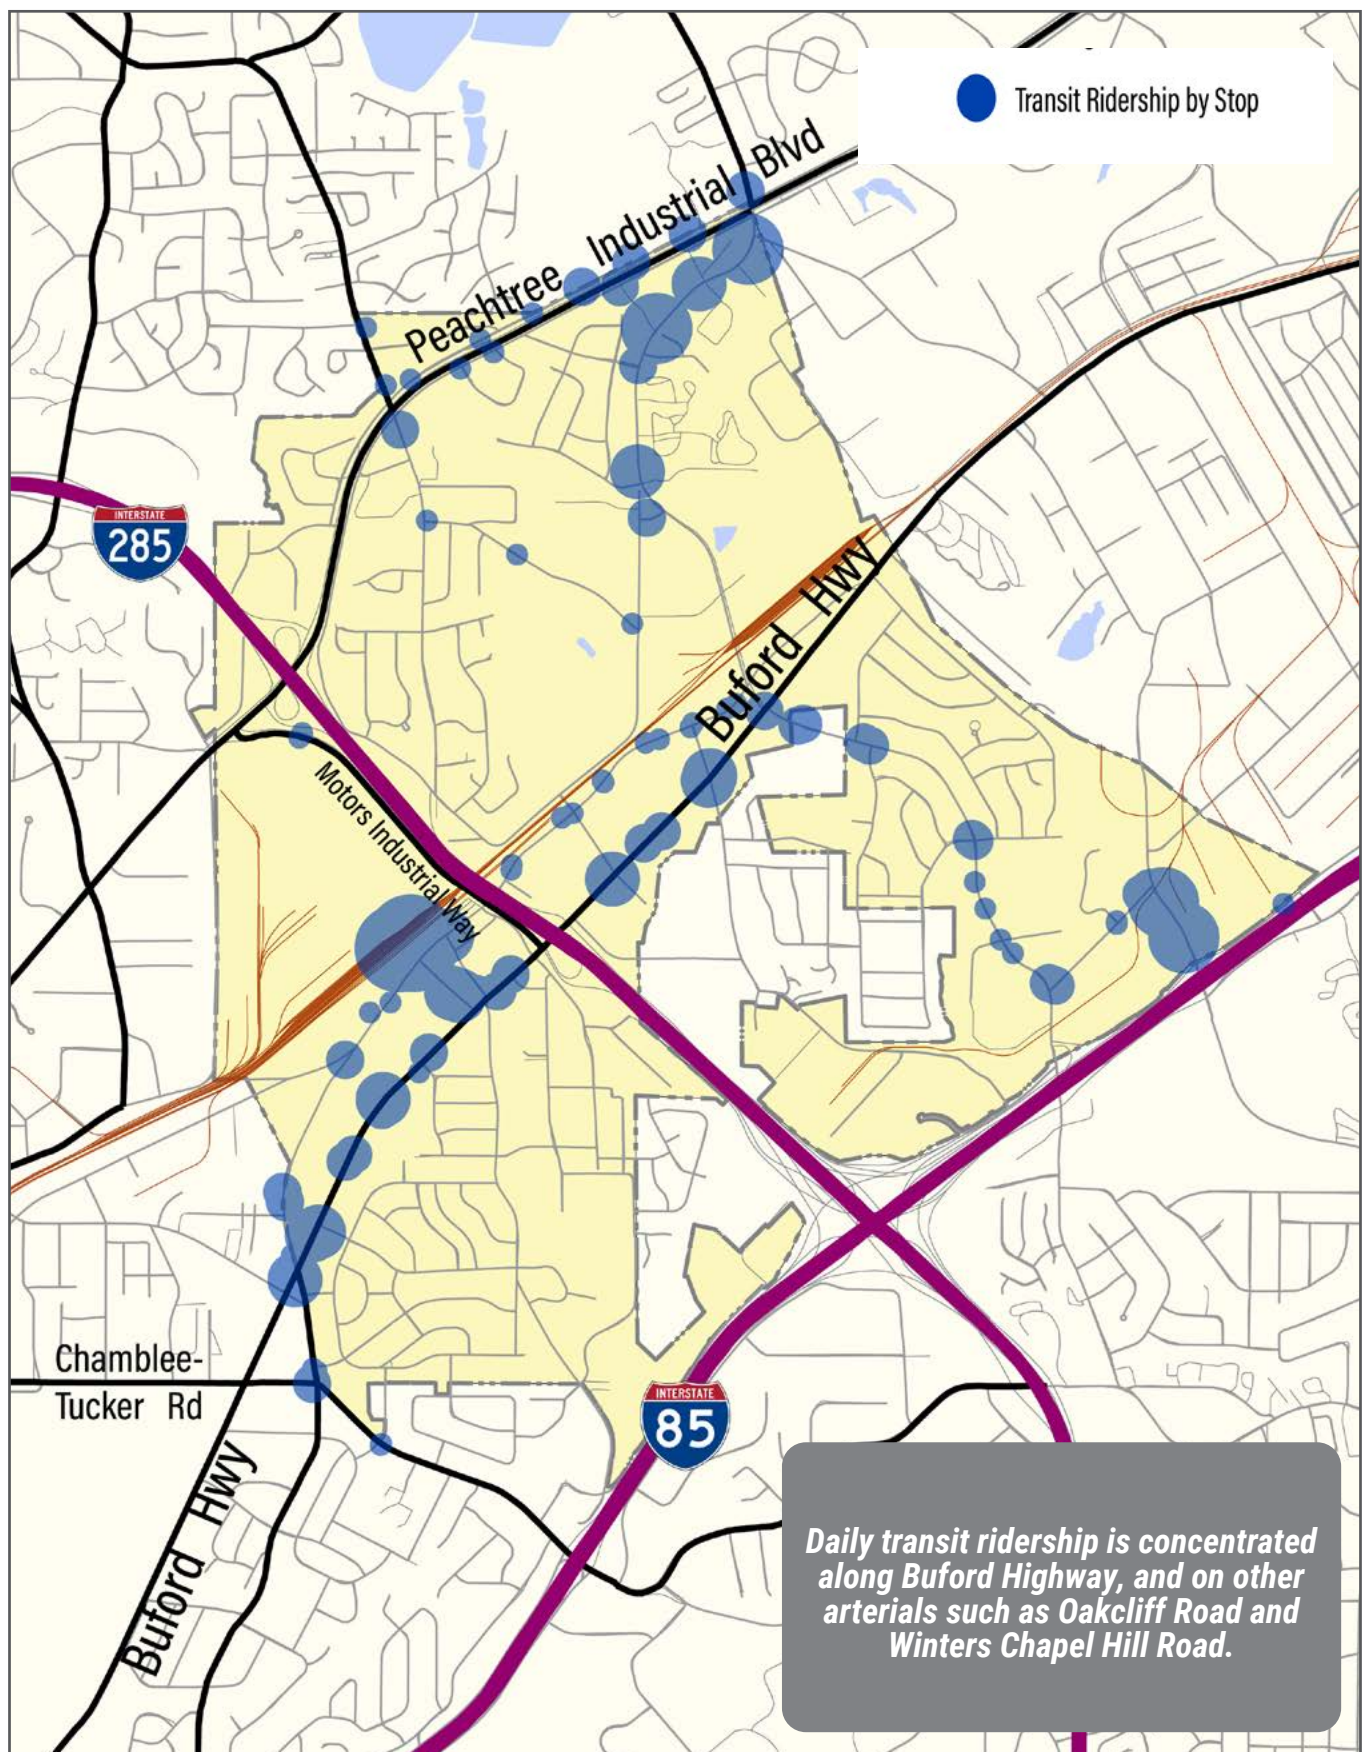 Transit Ridership by Stop
Peachtree Industrial Blvd
INTERSTATE
285
Buford Hwy
Motors Industrial Way
Chamblee-
Tucker Rd
INTERSTATE
85
Buford Hwy
Daily transit ridership is concentrated
along Buford Highway, and on other
arterials such as Oakcliff Road and
Winters Chapel Hill Road.